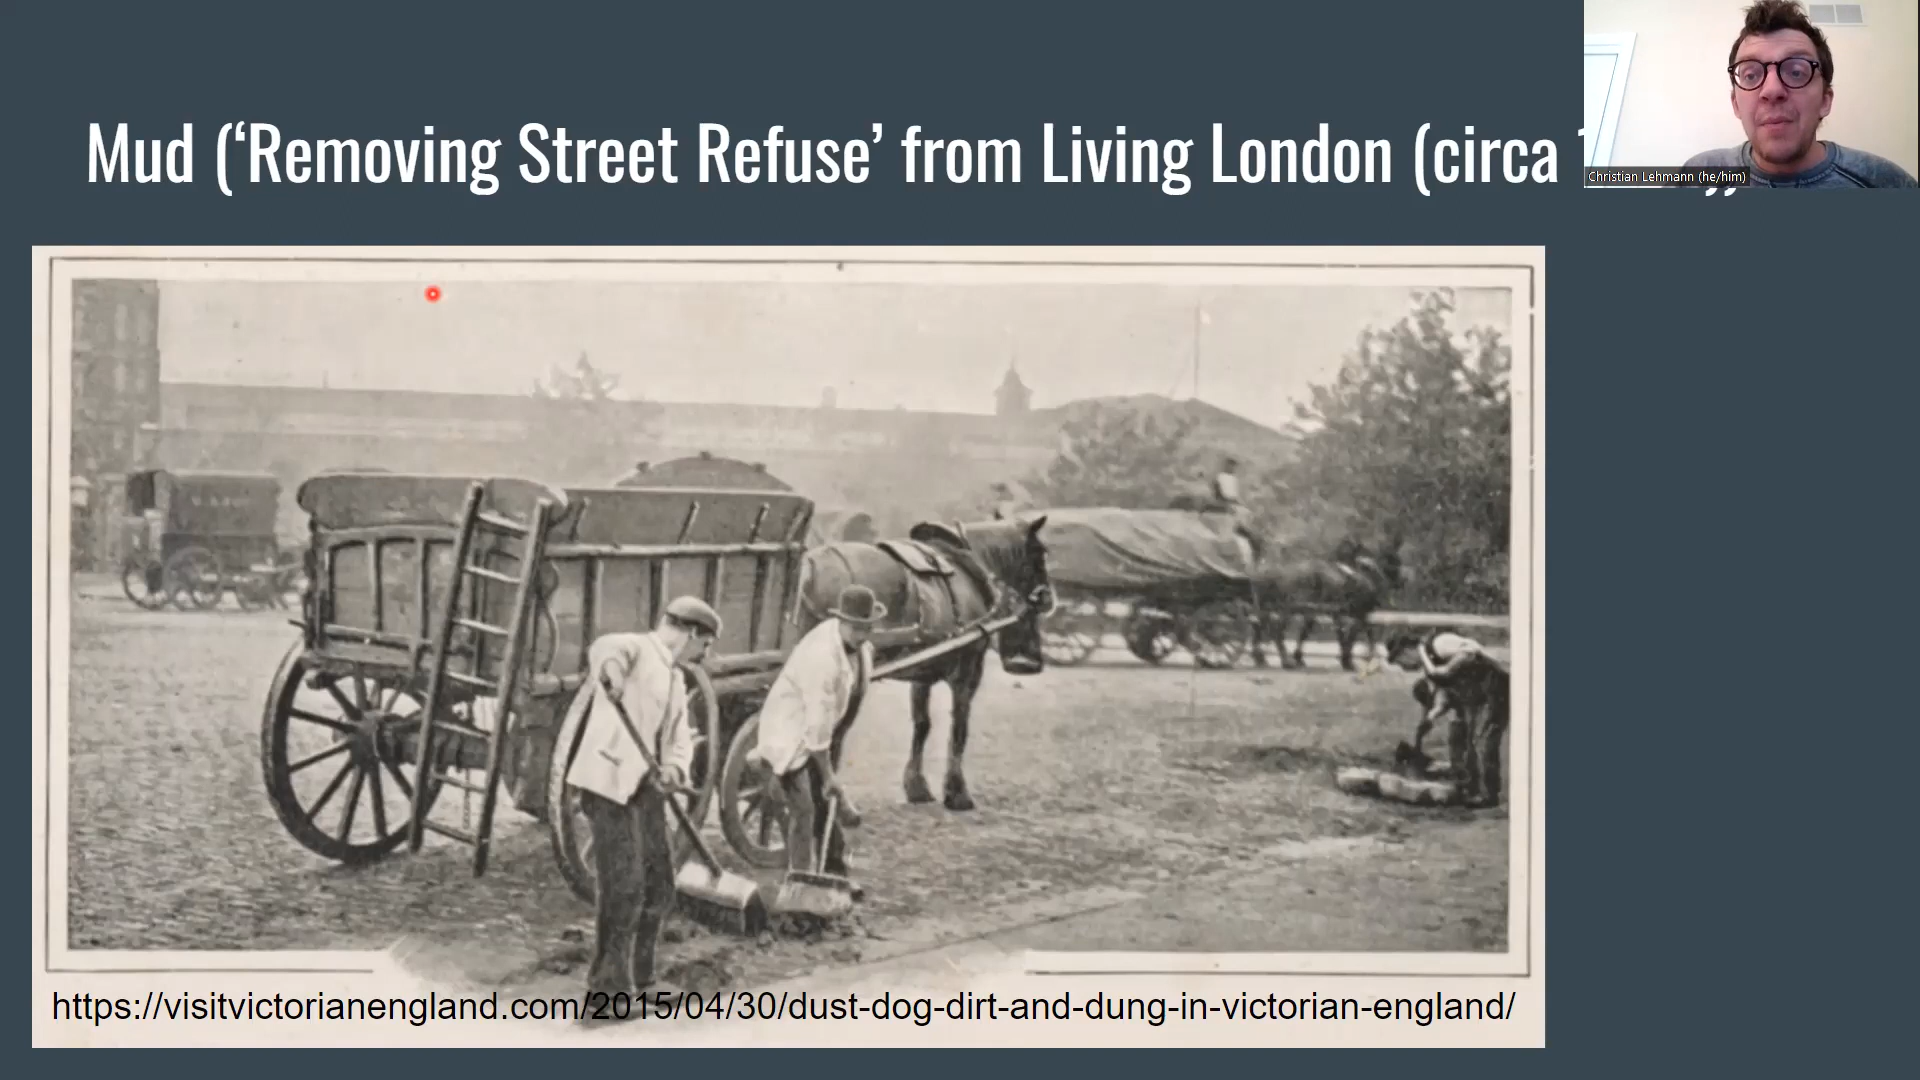 Mud (‘Removing Street Refuse’ from Living London (circa
Christian Lehmann (he/him)
https://visitvictorianengland.com/2015/04/30/dust-dog-dirt-and-dung-in-victorian-england/